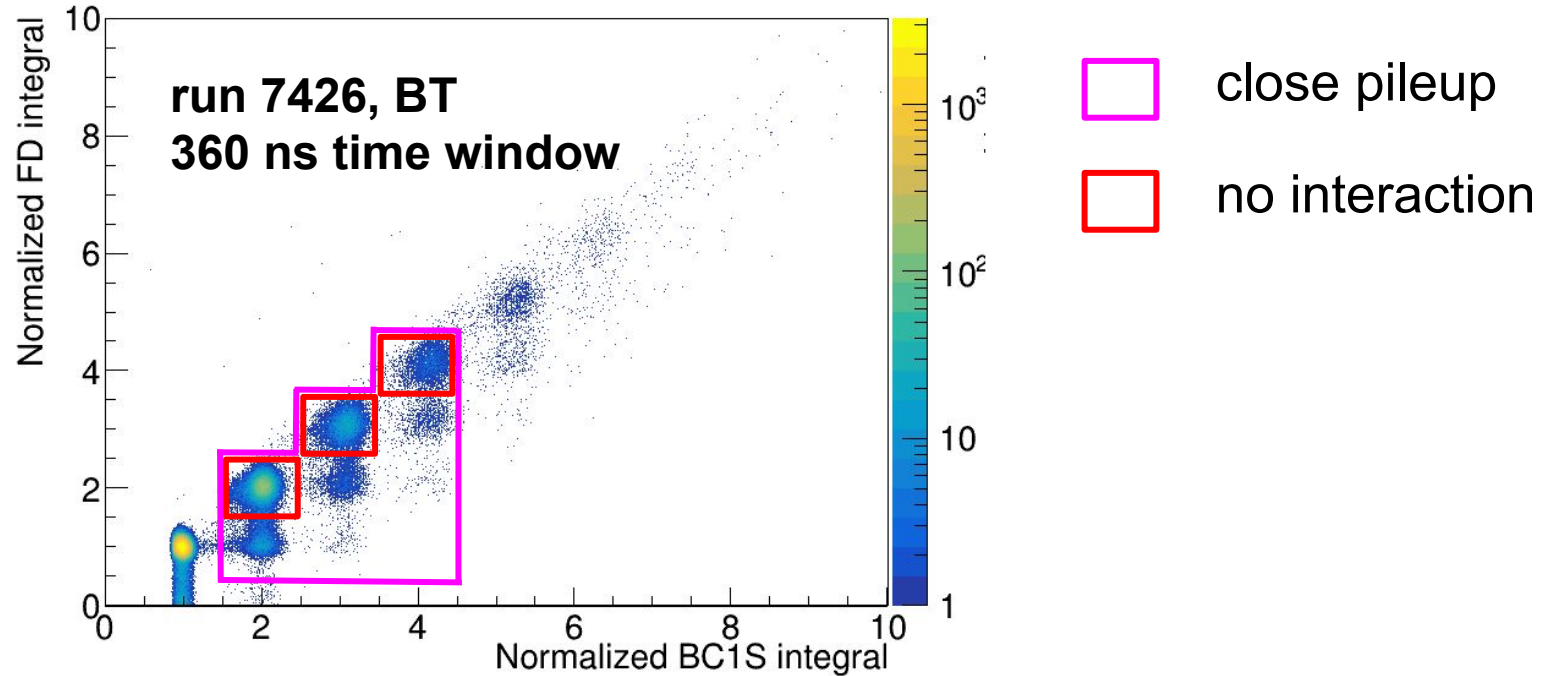 run 7426, BT
360 ns time window
Normalized FD integral
10
8
6
4
2
0
0 2 4 6 8 10
Normalized BC1S integral
10³
10²
10
1
close pileup
no interaction